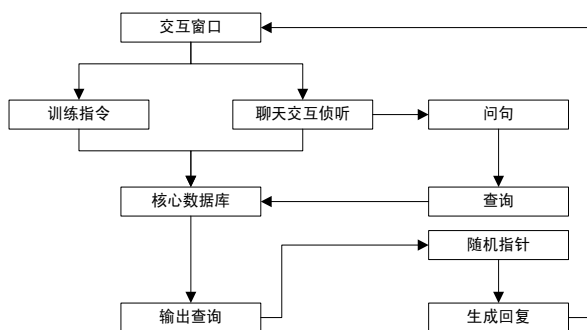 交互窗口
训练指令
聊天交互侦听
问句
核心数据库
查询
随机指针
输出查询
生成回复